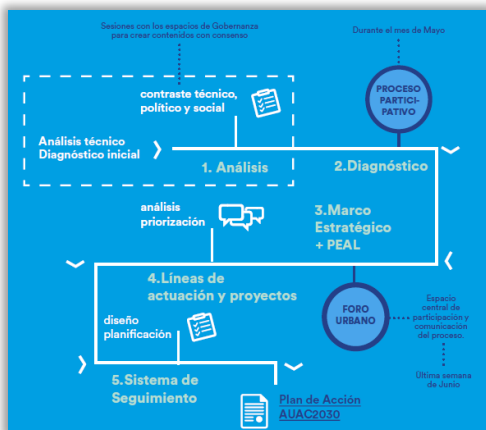 Sesiones con los espacios de Gobernanza
para crear contenidos con consenso
Durante el mes de Mayo
contraste técnico,
político y social
PROCESO
PARTICI-
PATIVO
Análisis técnico
Diagnóstico inicial
1. Análisis
2.Diagnóstico
análisis
priorización
3.Marco
Estratégico
+ PEAL
4.Líneas de
actuación y proyectos
FORO
URBANO
Espacio
central de
participación y
comunicación
del proceso.
diseño
planificación
Última semana
de Junio
5.Sistema de
Seguimiento
Plan de Acción
AUAC2030